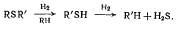 RSR′ H₂ RH → R′SH H₂ → R′H + H₂S.